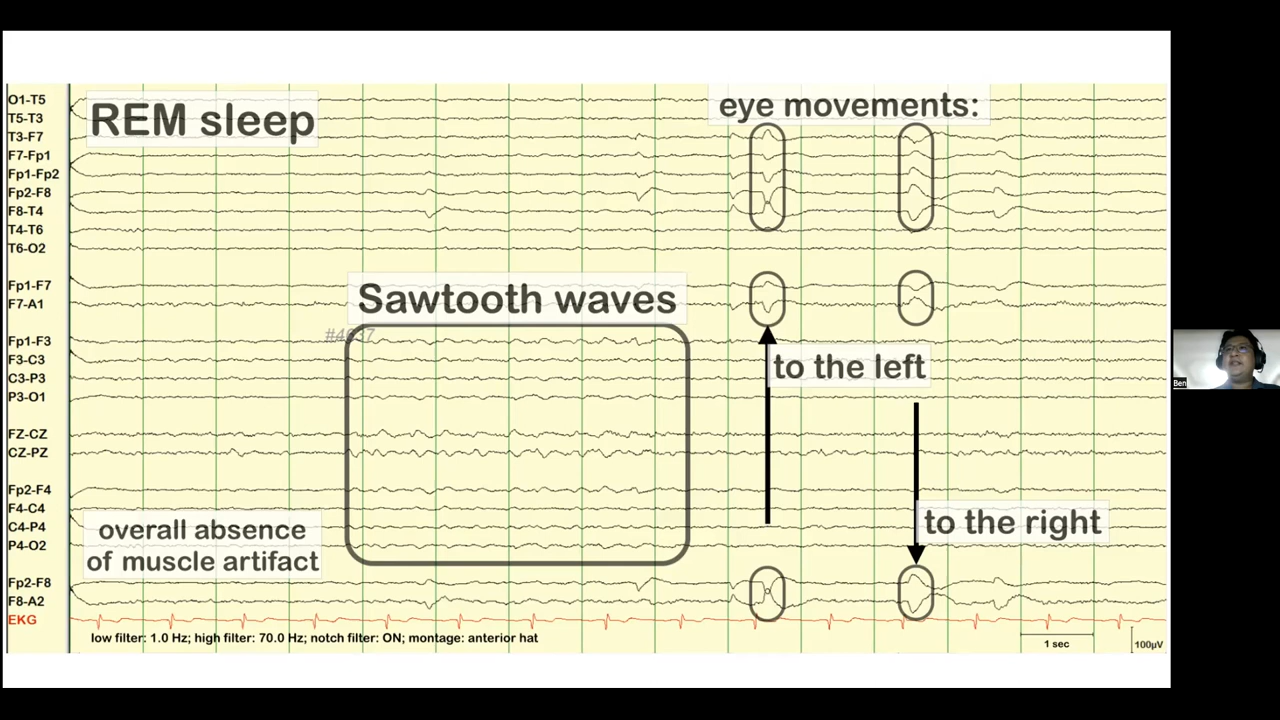 O1-T5
T5-T3
T3-F7
F7-Fp1
Fp1-Fp2
Fp2-F8
F8-T4
T4-T6
T6-O2
Fp1-F7
F7-A1
Fp1-F3
F3-C3
C3-P3
P3-O1
FZ-CZ
CZ-PZ
Fp2-F4
F4-C4
C4-P4
P4-O2
Fp2-F8
F8-A2
EKG
REM sleep
eye movements:
Sawtooth waves
to the left
to the right
overall absence
of muscle artifact
low filter: 1.0 Hz; high filter: 70.0 Hz; notch filter: ON; montage: anterior hat
1 sec
100µV
Ben